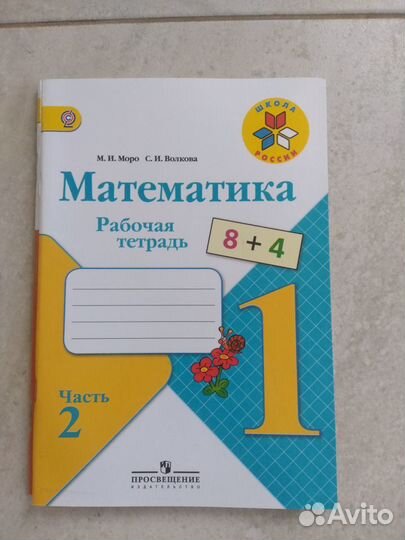 ШКОЛА
РОССИИ
М. И. Моро С. И. Волкова
Математика
Рабочая
тетрадь
8 + 4
1
Часть
2
ПРОСВЕЩЕНИЕ
ИЗДАТЕЛЬСТВО
Avito